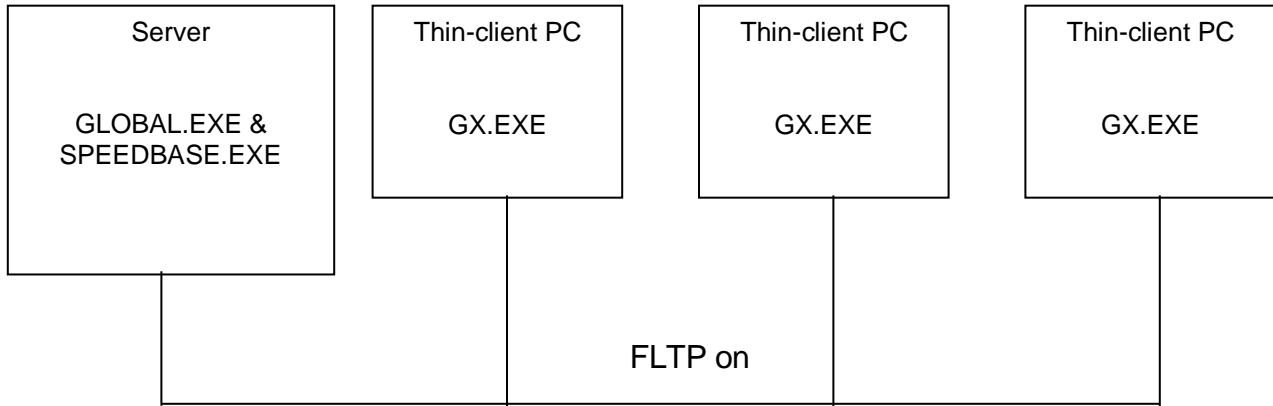 Server
GLOBAL.EXE &
SPEEDBASE.EXE
Thin-client PC
GX.EXE
Thin-client PC
GX.EXE
Thin-client PC
GX.EXE
FLTP on